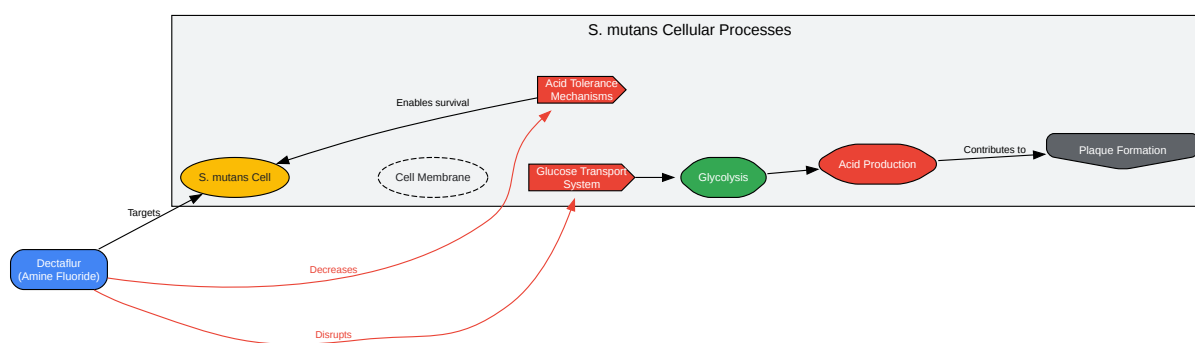 S. mutans Cellular Processes
Acid Tolerance
Mechanisms
Enables survival
S. mutans Cell
Cell Membrane
Glucose Transport
System
Glycolysis
Acid Production
Contributes to
Plaque Formation
Targets
Dectaflur
(Amine Fluoride)
Decreases
Disrupts